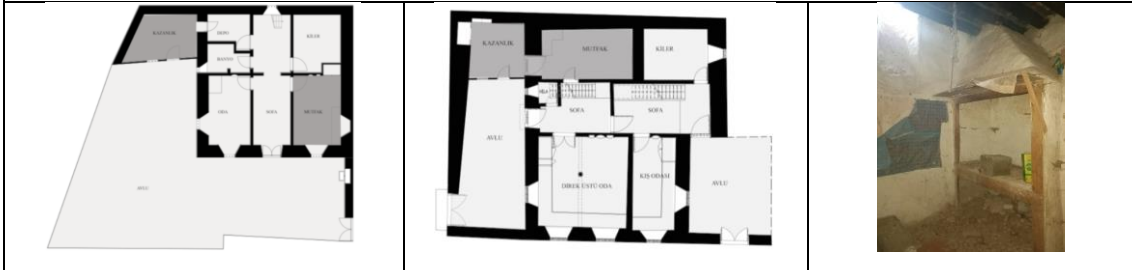 KAZANLIK
DEPO
KİLER
BANYO
ODA
SOFA
MUTFAK
AVLU
KAZANLIK
MUTFAK
KİLER
HELA
SOFA
SOFA
AVLU
DİREK ÜSTÜ ODA
KIŞ ODASI
AVLU